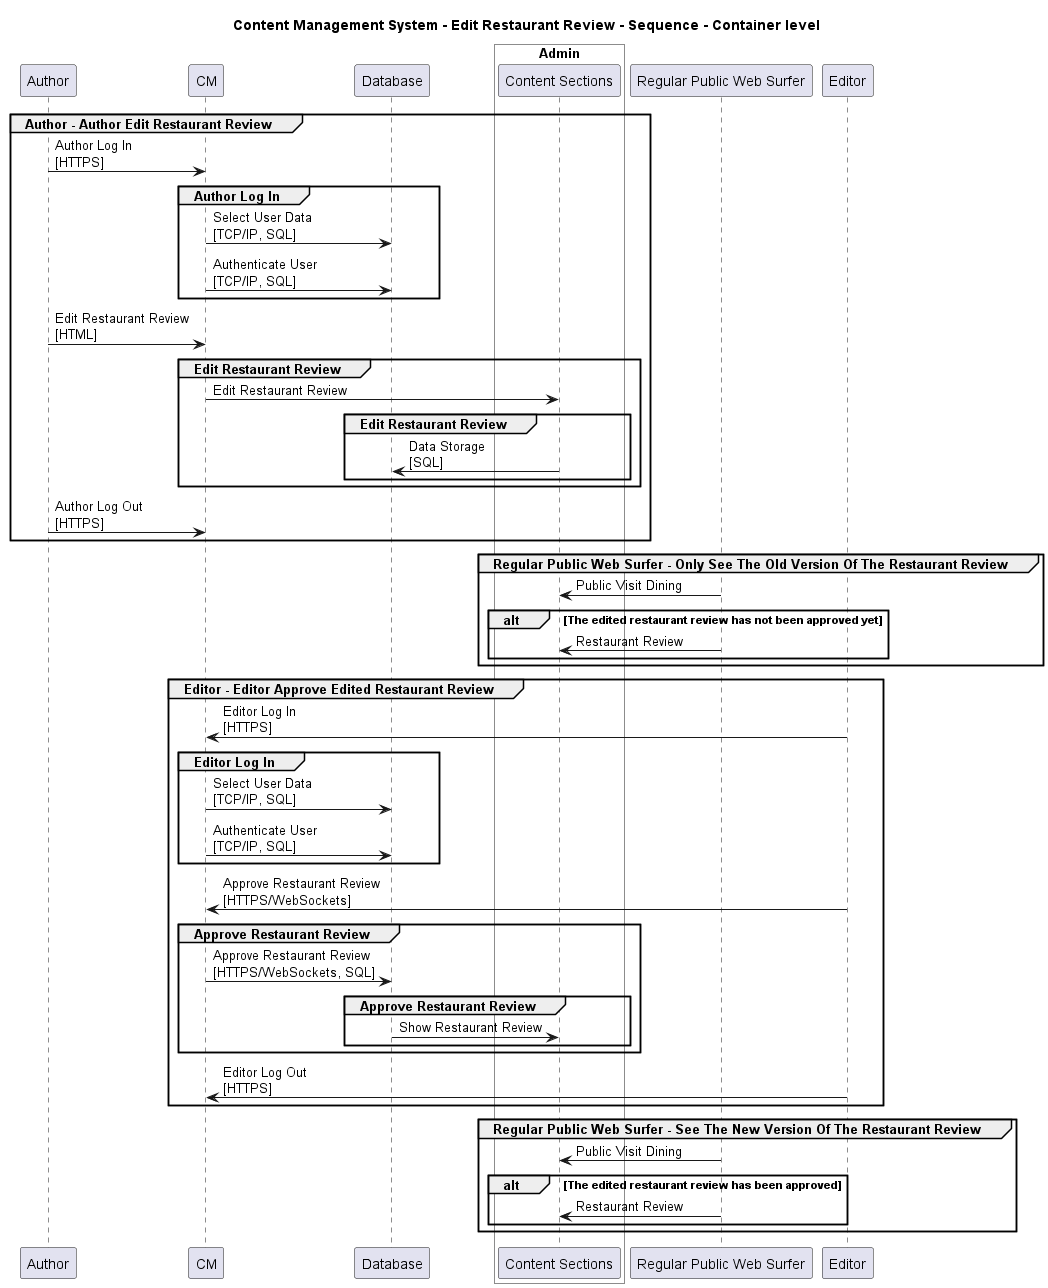 Content Management System - Edit Restaurant Review - Sequence - Container level
Admin
Author
CM
Database
Content Sections
Regular Public Web Surfer
Editor
Author - Author Edit Restaurant Review
Author Log In
[HTTPS]
Author Log In
Select User Data
[TCP/IP, SQL]
Authenticate User
[TCP/IP, SQL]
Edit Restaurant Review
[HTML]
Edit Restaurant Review
Edit Restaurant Review
Edit Restaurant Review
Data Storage
[SQL]
Author Log Out
[HTTPS]
Regular Public Web Surfer - Only See The Old Version Of The Restaurant Review
Public Visit Dining
alt
[The edited restaurant review has not been approved yet]
Restaurant Review
Editor - Editor Approve Edited Restaurant Review
Editor Log In
[HTTPS]
Editor Log In
Select User Data
[TCP/IP, SQL]
Authenticate User
[TCP/IP, SQL]
Approve Restaurant Review
[HTTPS/WebSockets]
Approve Restaurant Review
Approve Restaurant Review
[HTTPS/WebSockets, SQL]
Approve Restaurant Review
Show Restaurant Review
Editor Log Out
[HTTPS]
Regular Public Web Surfer - See The New Version Of The Restaurant Review
Public Visit Dining
alt
[The edited restaurant review has been approved]
Restaurant Review
Author
CM
Database
Content Sections
Regular Public Web Surfer
Editor